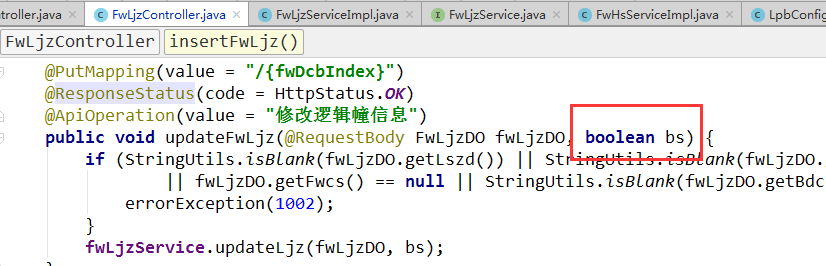 ntroller.java × FwLjzController.java × FwLjzServiceImpl.java × FwLjzService.java × FwHsServiceImpl.java × LpbConfig
FwLjzController insertFwLjz()
@PutMapping(value = "/{fwDcbIndex}")
@ResponseStatus(code = HttpStatus.OK)
@ApiOperation(value = "修改逻辑幢信息")
public void updateFwLjz(@RequestBody FwLjzDO fwLjzDO, boolean bs) {
if (StringUtils.isBlank(fwLjzDO.getLszd()) || StringUtils.isBlank(fwLjzDO.
|| fwLjzDO.getFwcs() == null || StringUtils.isBlank(fwLjzDO.getBdc
errorException(1002);
}
fwLjzService.updateLjz(fwLjzDO, bs);